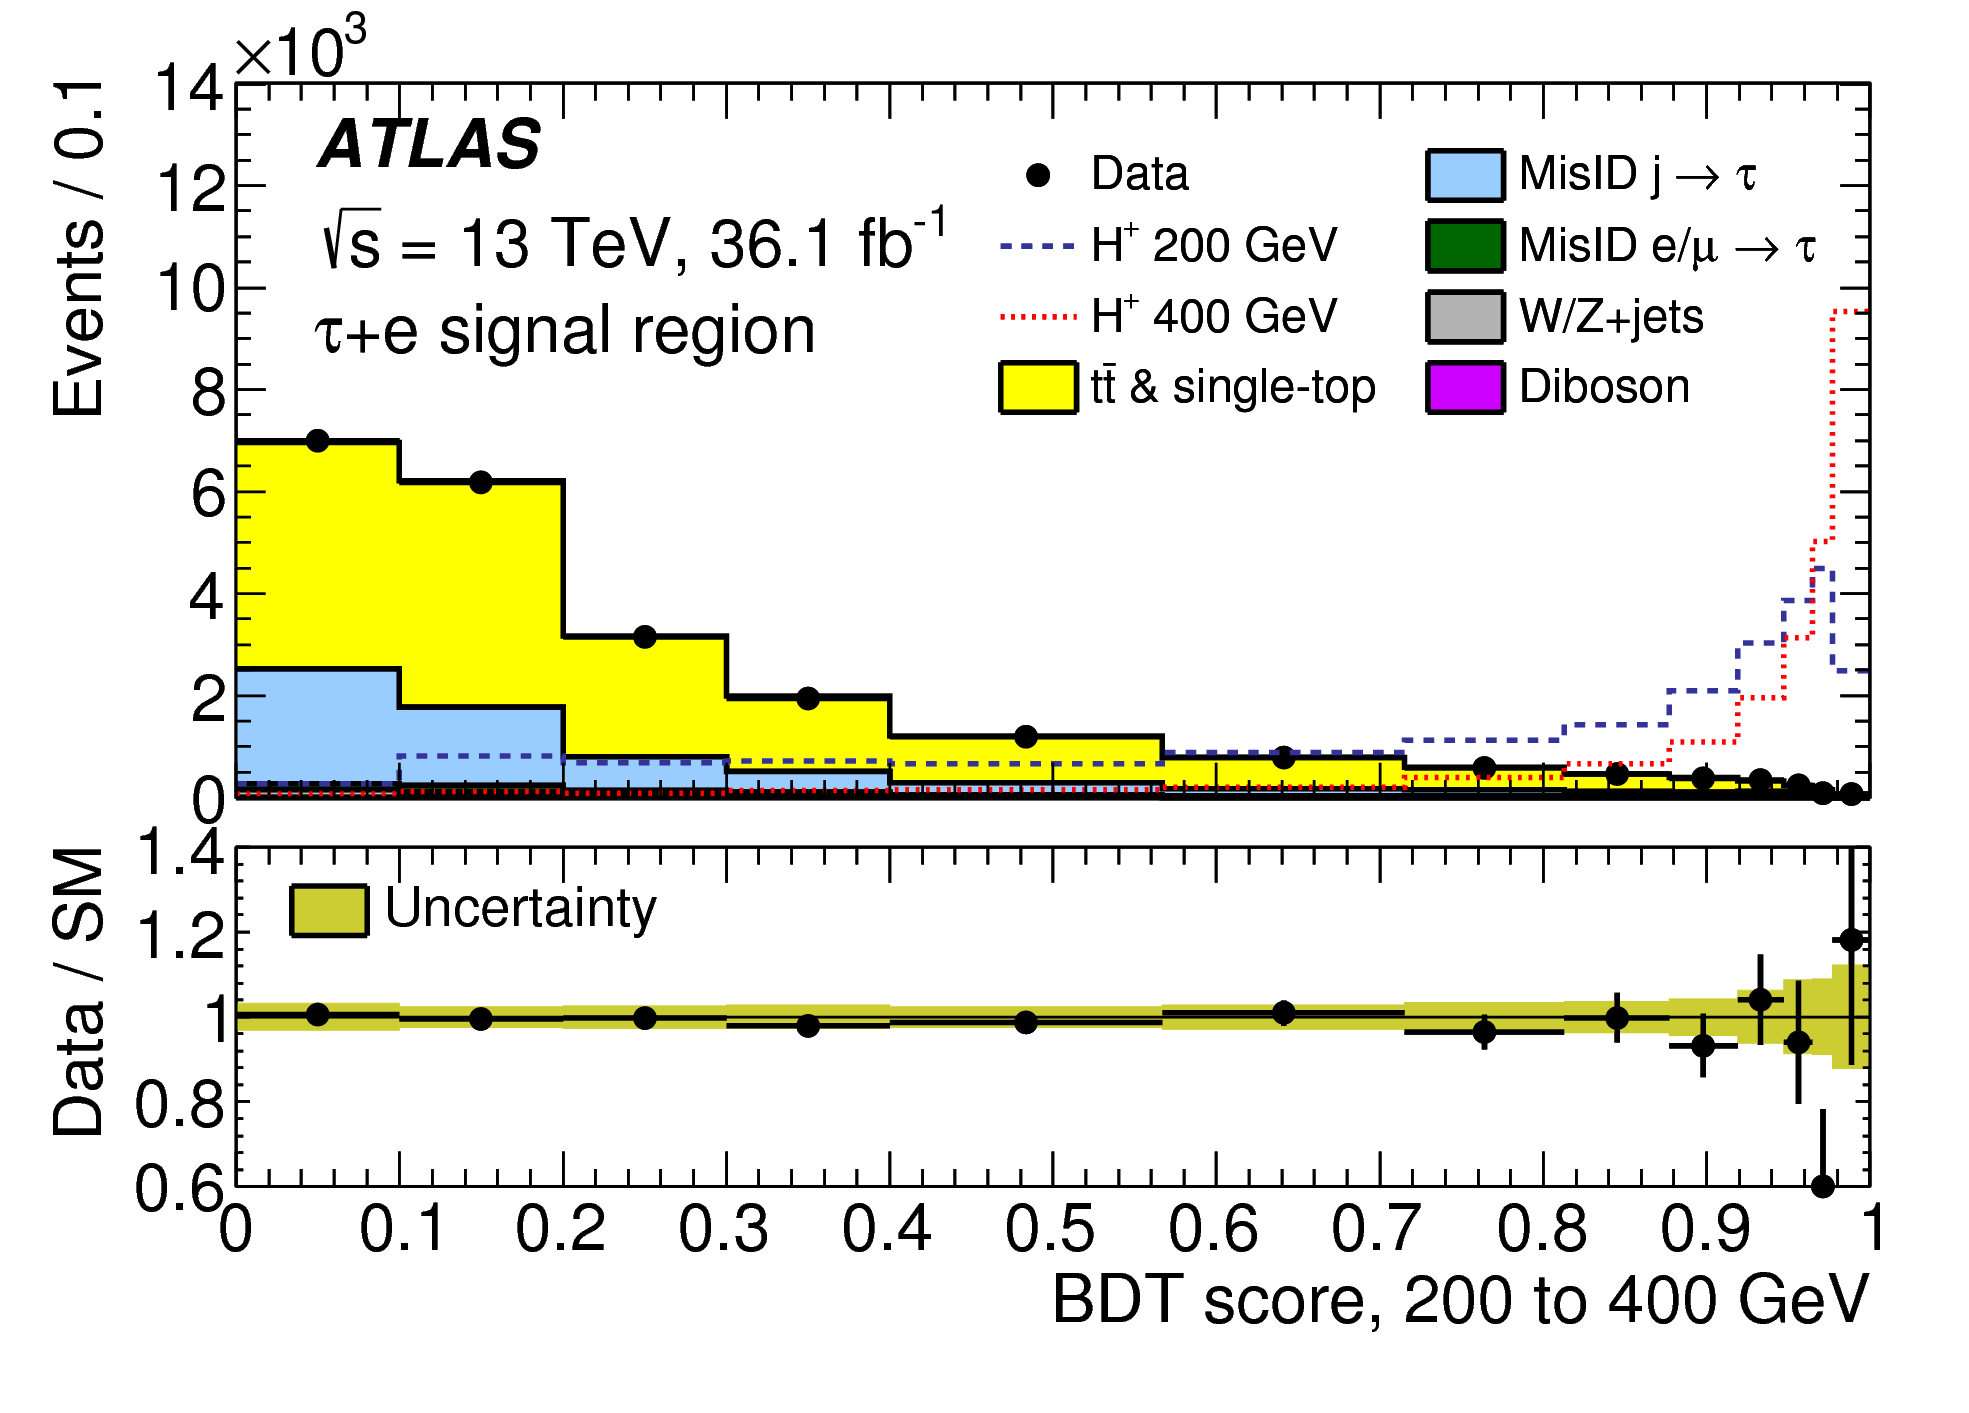 ×10³
Events / 0.1
14
12
10
8
6
4
2
0
ATLAS
√s = 13 TeV, 36.1 fb⁻¹
τ+e signal region
Data
H⁺ 200 GeV
H⁺ 400 GeV
tt̄ & single-top
MisID j → τ
MisID e/μ → τ
W/Z+jets
Diboson
Data / SM
1.4
1.2
1
0.8
0.6
Uncertainty
0 0.1 0.2 0.3 0.4 0.5 0.6 0.7 0.8 0.9 1
BDT score, 200 to 400 GeV